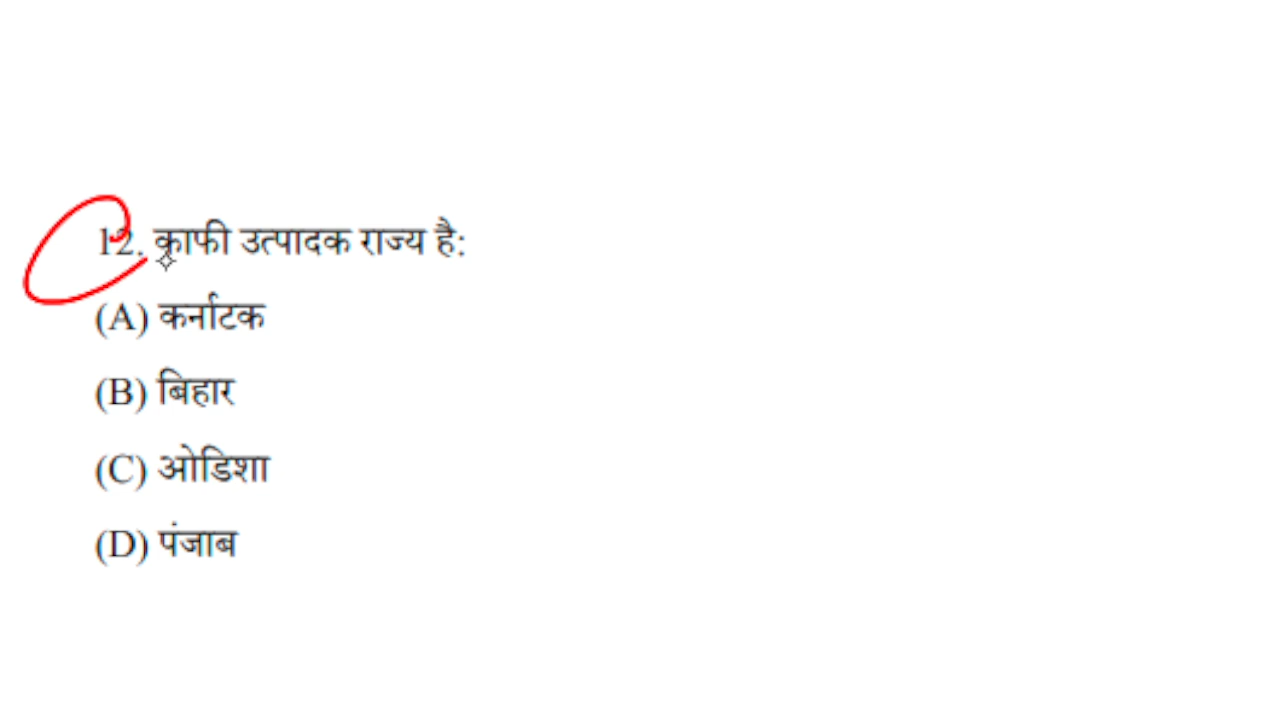 12. काफी उत्पादक राज्य है:
(A) कर्नाटक
(B) बिहार
(C) ओडिशा
(D) पंजाब